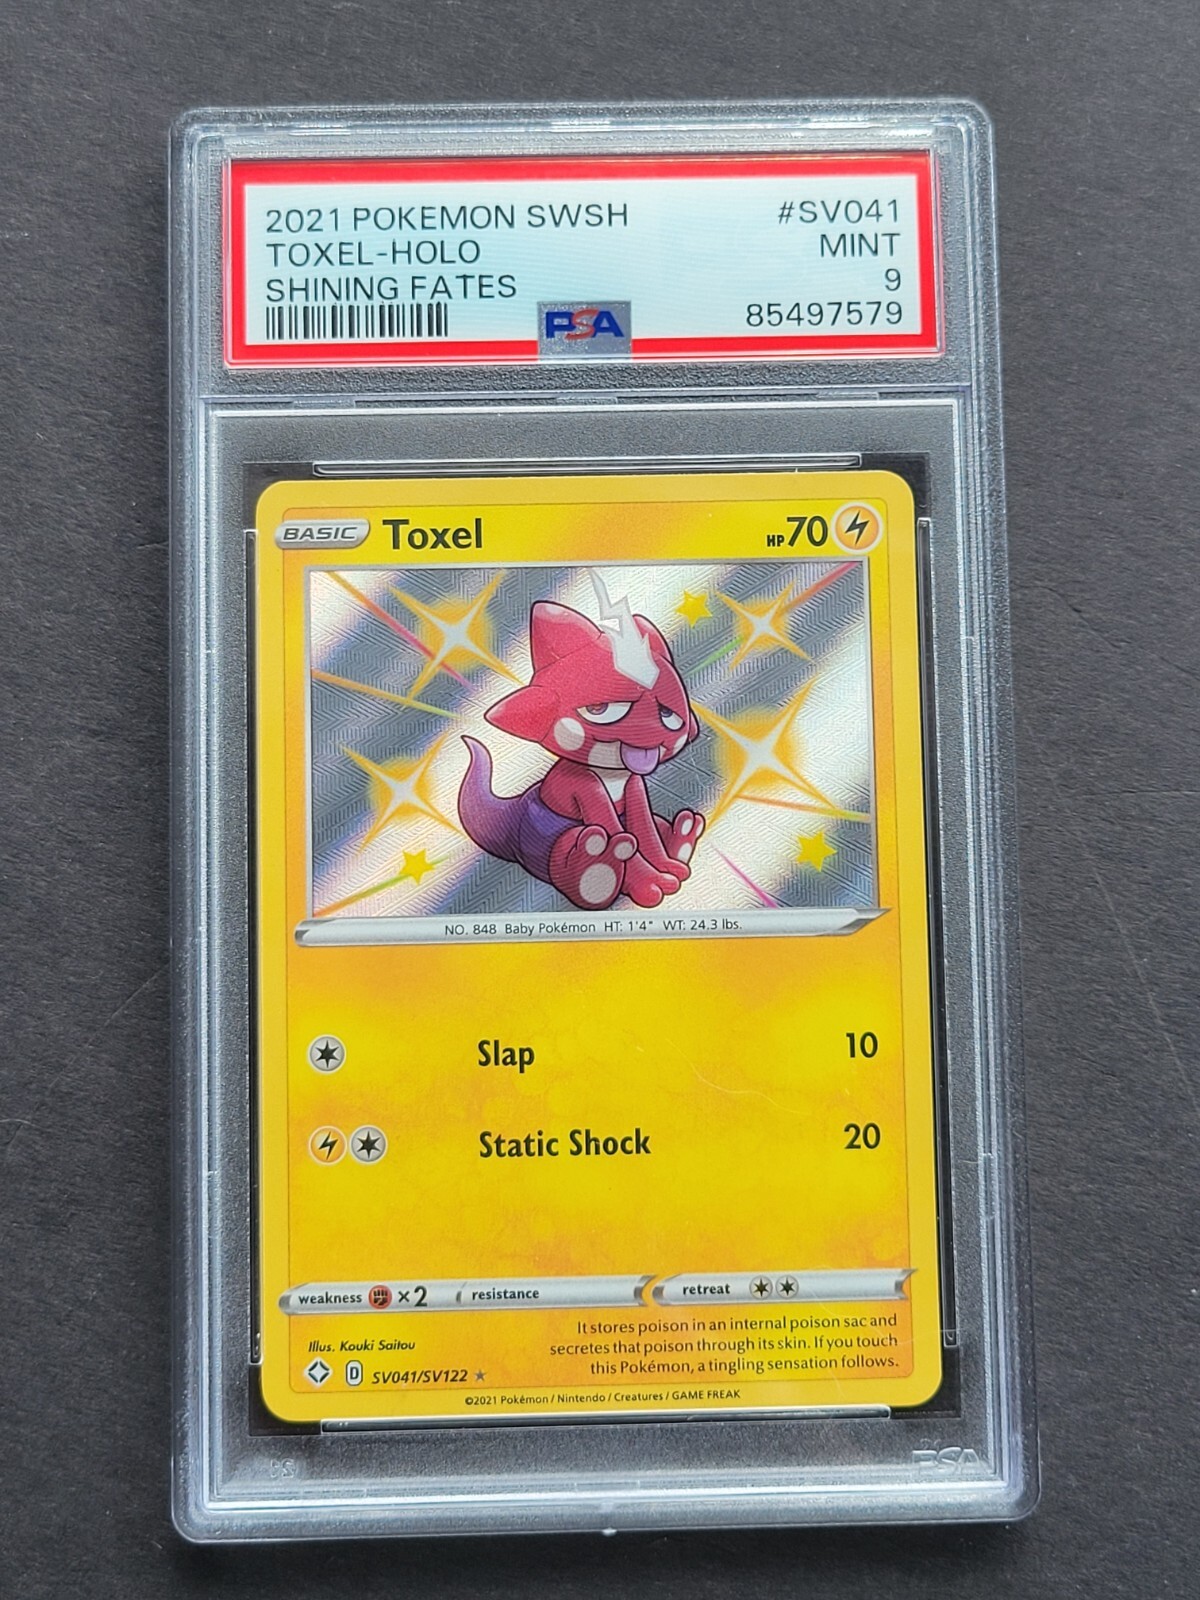 2021 POKEMON SWSH #SV041
TOXEL-HOLO MINT
SHINING FATES 9
PSA 85497579
BASIC Toxel HP70
NO. 848 Baby Pokémon HT: 1'4" WT: 24.3 lbs.
Slap 10
Static Shock 20
weakness ×2 resistance retreat
It stores poison in an internal poison sac and
secretes that poison through its skin. If you touch
this Pokémon, a tingling sensation follows.
Illus. Kouki Saitou
D SV041/SV122
©2021 Pokémon / Nintendo / Creatures / GAME FREAK
PSA